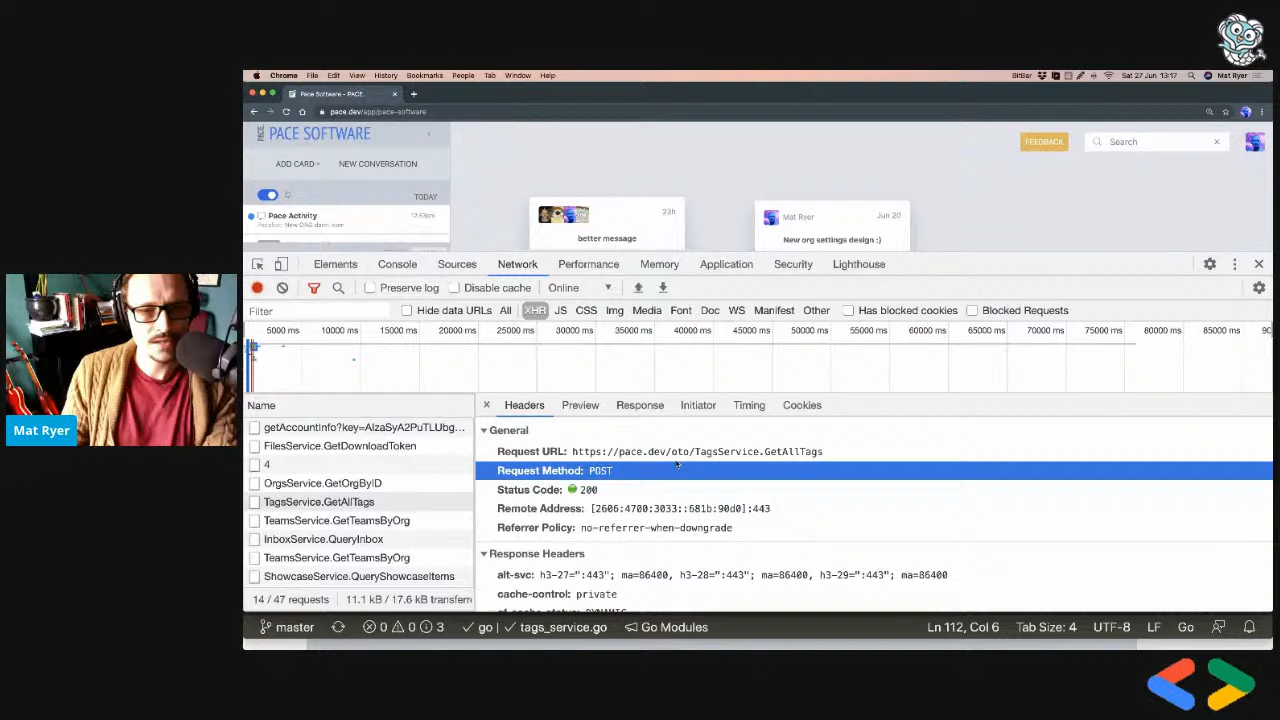 Chrome File Edit View History Bookmarks People Tab Window Help BitBar Sat 27 Jun 13:17 Mat Ryer
Pace Software - PACE. × +
pace.dev/app/pace-software
PACE. PACE SOFTWARE
FEEDBACK Search ×
ADD CARD NEW CONVERSATION
TODAY
Pace Activity
23h
Mat Ryer Jun 20
better message
New org settings design :)
Elements Console Sources Network Performance Memory Application Security Lighthouse
Preserve log Disable cache Online
Filter Hide data URLs All XHR JS CSS Img Media Font Doc WS Manifest Other Has blocked cookies Blocked Requests
5000 ms 10000 ms 15000 ms 20000 ms 25000 ms 30000 ms 35000 ms 40000 ms 45000 ms 50000 ms 55000 ms 60000 ms 65000 ms 70000 ms 75000 ms 80000 ms 85000 ms
Name
× Headers Preview Response Initiator Timing Cookies
getAccountInfo?key=AIzaSyA2PuTLUbg...
FilesService.GetDownloadToken
4
OrgsService.GetOrgByID
TagsService.GetAllTags
TeamsService.GetTeamsByOrg
InboxService.QueryInbox
TeamsService.GetTeamsByOrg
ShowcaseService.QueryShowcaseItems
14 / 47 requests 11.1 kB / 17.6 kB transferr
General
Request URL: https://pace.dev/oto/TagsService.GetAllTags
Request Method: POST
Status Code: 200
Remote Address: [2606:4700:3033::681b:90d0]:443
Referrer Policy: no-referrer-when-downgrade
Response Headers
alt-svc: h3-27=":443"; ma=86400, h3-28=":443"; ma=86400, h3-29=":443"; ma=86400
cache-control: private
cf-cache-status: DYNAMIC
master 0 0 3 go | tags_service.go Go Modules Ln 112, Col 6 Tab Size: 4 UTF-8 LF Go
Mat Ryer